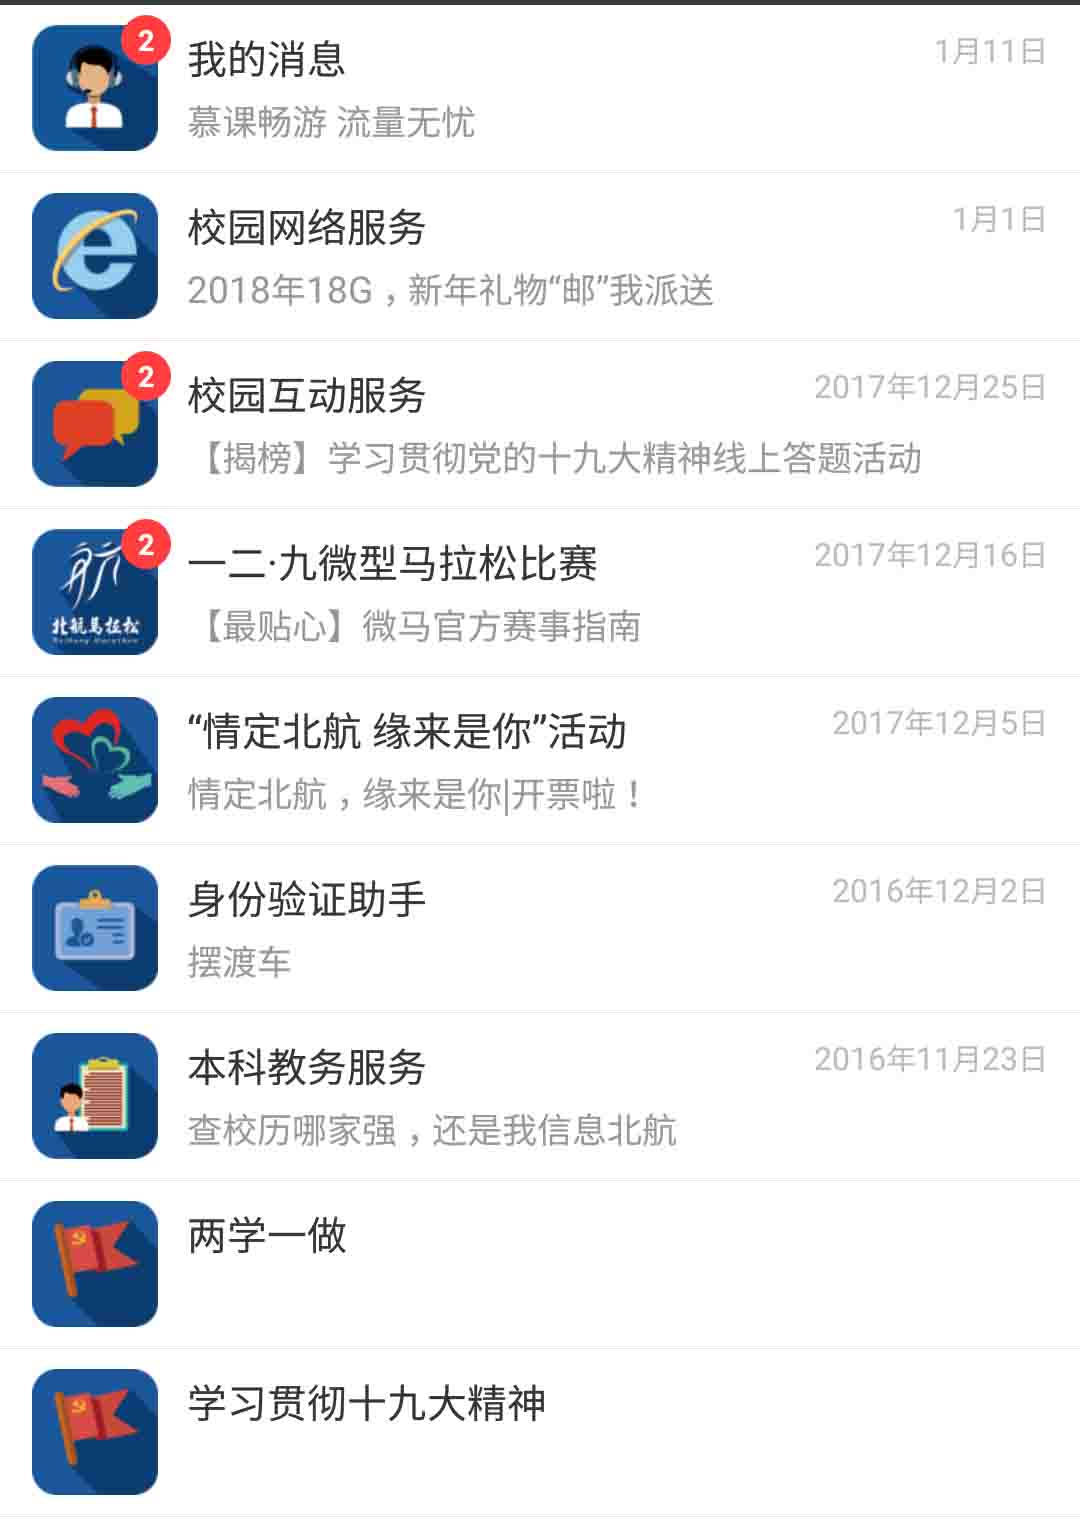 2
我的消息
1月11日
慕课畅游 流量无忧
校园网络服务
1月1日
2018年18G，新年礼物“邮”我派送
2
校园互动服务
2017年12月25日
【揭榜】学习贯彻党的十九大精神线上答题活动
2
一二·九微型马拉松比赛
2017年12月16日
航
北航马拉松
Beihang Marathon
【最贴心】微马官方赛事指南
“情定北航 缘来是你”活动
2017年12月5日
情定北航，缘来是你|开票啦！
身份验证助手
2016年12月2日
摆渡车
本科教务服务
2016年11月23日
查校历哪家强，还是我信息北航
两学一做
学习贯彻十九大精神